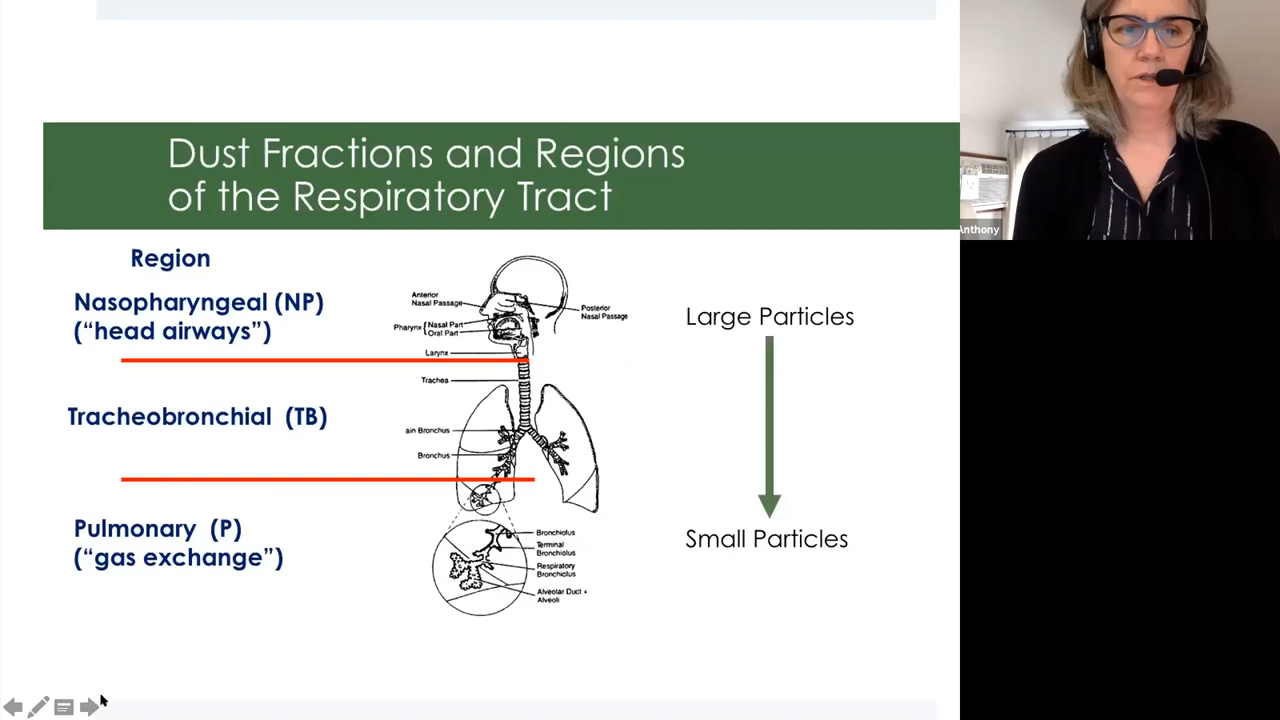 Dust Fractions and Regions
of the Respiratory Tract
Region
Nasopharyngeal (NP)
(“head airways”)
Tracheobronchial (TB)
Pulmonary (P)
(“gas exchange”)
Anterior
Nasal Passage
Pharynx { Nasal Part
Oral Part
Larynx
Trachea
ain Bronchus
Bronchus
Posterior
Nasal Passage
Bronchiolus
Terminal
Bronchiolus
Respiratory
Bronchiolus
Alveolar Duct +
Alveoli
Large Particles
Small Particles
Anthony